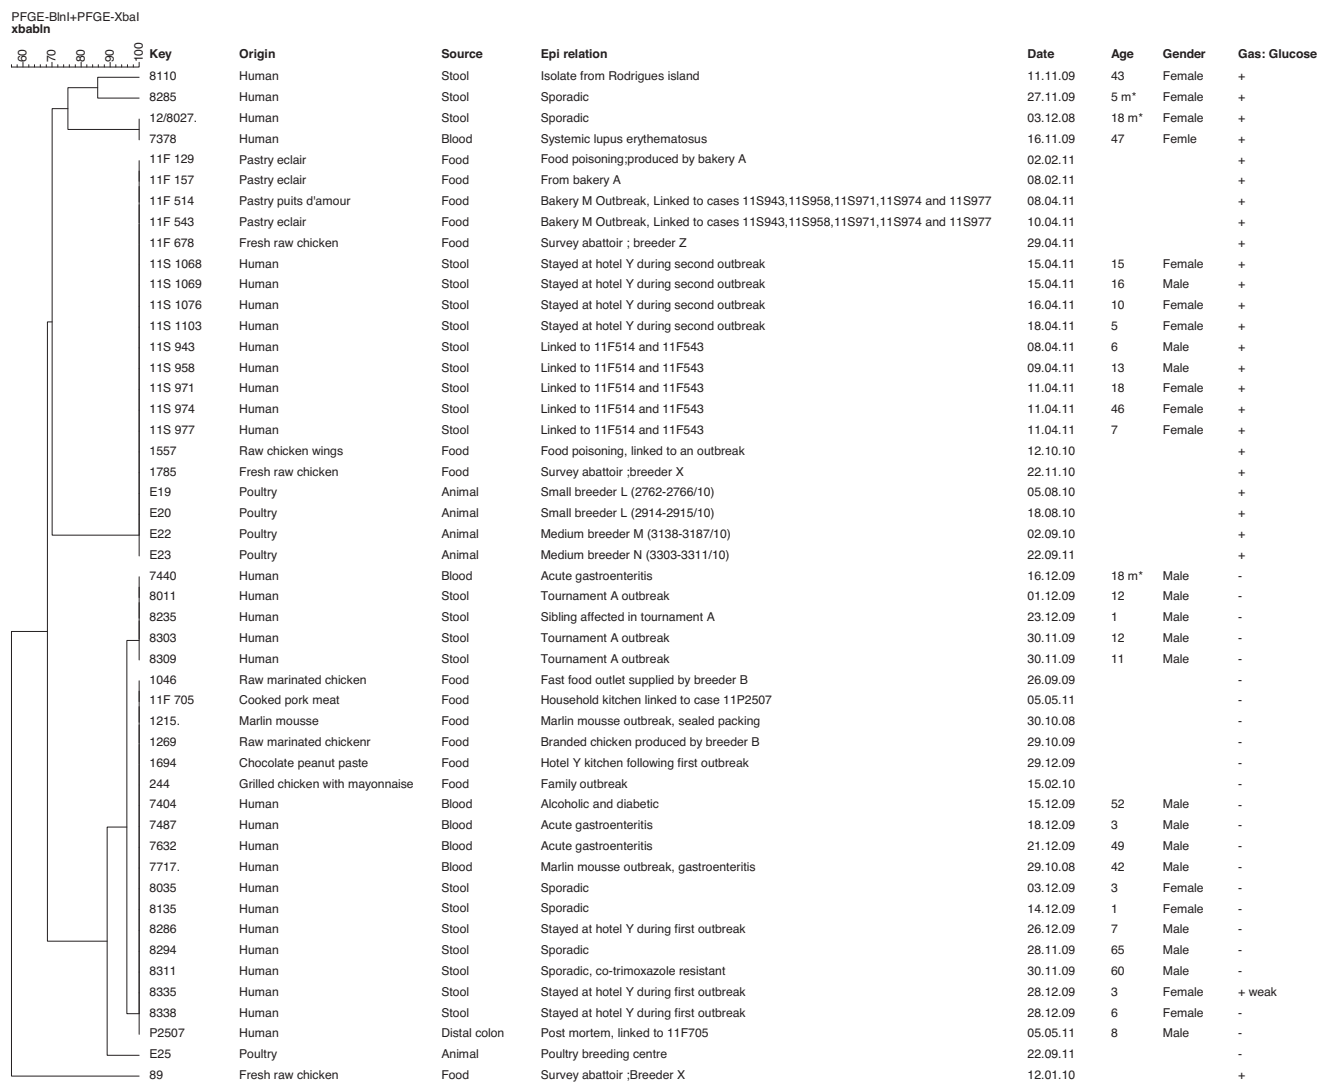 PFGE-BlnI+PFGE-XbaI
xbabln
60 70 80 90 100 Key Origin Source Epi relation Date Age Gender Gas: Glucose
8110 Human Stool Isolate from Rodrigues island 11.11.09 43 Female +
8285 Human Stool Sporadic 27.11.09 5 m* Female +
12/8027. Human Stool Sporadic 03.12.08 18 m* Female +
7378 Human Blood Systemic lupus erythematosus 16.11.09 47 Femle +
11F 129 Pastry eclair Food Food poisoning;produced by bakery A 02.02.11 +
11F 157 Pastry eclair Food From bakery A 08.02.11 +
11F 514 Pastry puits d'amour Food Bakery M Outbreak, Linked to cases 11S943,11S958,11S971,11S974 and 11S977 08.04.11 +
11F 543 Pastry eclair Food Bakery M Outbreak, Linked to cases 11S943,11S958,11S971,11S974 and 11S977 10.04.11 +
11F 678 Fresh raw chicken Food Survey abattoir ; breeder Z 29.04.11 +
11S 1068 Human Stool Stayed at hotel Y during second outbreak 15.04.11 15 Female +
11S 1069 Human Stool Stayed at hotel Y during second outbreak 15.04.11 16 Male +
11S 1076 Human Stool Stayed at hotel Y during second outbreak 16.04.11 10 Female +
11S 1103 Human Stool Stayed at hotel Y during second outbreak 18.04.11 5 Female +
11S 943 Human Stool Linked to 11F514 and 11F543 08.04.11 6 Male +
11S 958 Human Stool Linked to 11F514 and 11F543 09.04.11 13 Male +
11S 971 Human Stool Linked to 11F514 and 11F543 11.04.11 18 Female +
11S 974 Human Stool Linked to 11F514 and 11F543 11.04.11 46 Female +
11S 977 Human Stool Linked to 11F514 and 11F543 11.04.11 7 Female +
1557 Raw chicken wings Food Food poisoning, linked to an outbreak 12.10.10 +
1785 Fresh raw chicken Food Survey abattoir ;breeder X 22.11.10 +
E19 Poultry Animal Small breeder L (2762-2766/10) 05.08.10 +
E20 Poultry Animal Small breeder L (2914-2915/10) 18.08.10 +
E22 Poultry Animal Medium breeder M (3138-3187/10) 02.09.10 +
E23 Poultry Animal Medium breeder N (3303-3311/10) 22.09.11 +
7440 Human Blood Acute gastroenteritis 16.12.09 18 m* Male -
8011 Human Stool Tournament A outbreak 01.12.09 12 Male -
8235 Human Stool Sibling affected in tournament A 23.12.09 1 Male -
8303 Human Stool Tournament A outbreak 30.11.09 12 Male -
8309 Human Stool Tournament A outbreak 30.11.09 11 Male -
1046 Raw marinated chicken Food Fast food outlet supplied by breeder B 26.09.09 -
11F 705 Cooked pork meat Food Household kitchen linked to case 11P2507 05.05.11 -
1215. Marlin mousse Food Marlin mousse outbreak, sealed packing 30.10.08 -
1269 Raw marinated chickenr Food Branded chicken produced by breeder B 29.10.09 -
1694 Chocolate peanut paste Food Hotel Y kitchen following first outbreak 29.12.09 -
244 Grilled chicken with mayonnaise Food Family outbreak 15.02.10 -
7404 Human Blood Alcoholic and diabetic 15.12.09 52 Male -
7487 Human Blood Acute gastroenteritis 18.12.09 3 Male -
7632 Human Blood Acute gastroenteritis 21.12.09 49 Male -
7717. Human Blood Marlin mousse outbreak, gastroenteritis 29.10.08 42 Male -
8035 Human Stool Sporadic 03.12.09 3 Female -
8135 Human Stool Sporadic 14.12.09 1 Female -
8286 Human Stool Stayed at hotel Y during first outbreak 26.12.09 7 Male -
8294 Human Stool Sporadic 28.11.09 65 Male -
8311 Human Stool Sporadic, co-trimoxazole resistant 30.11.09 60 Male -
8335 Human Stool Stayed at hotel Y during first outbreak 28.12.09 3 Female + weak
8338 Human Stool Stayed at hotel Y during first outbreak 28.12.09 6 Female -
P2507 Human Distal colon Post mortem, linked to 11F705 05.05.11 8 Male -
E25 Poultry Animal Poultry breeding centre 22.09.11 -
89 Fresh raw chicken Food Survey abattoir ;Breeder X 12.01.10 +